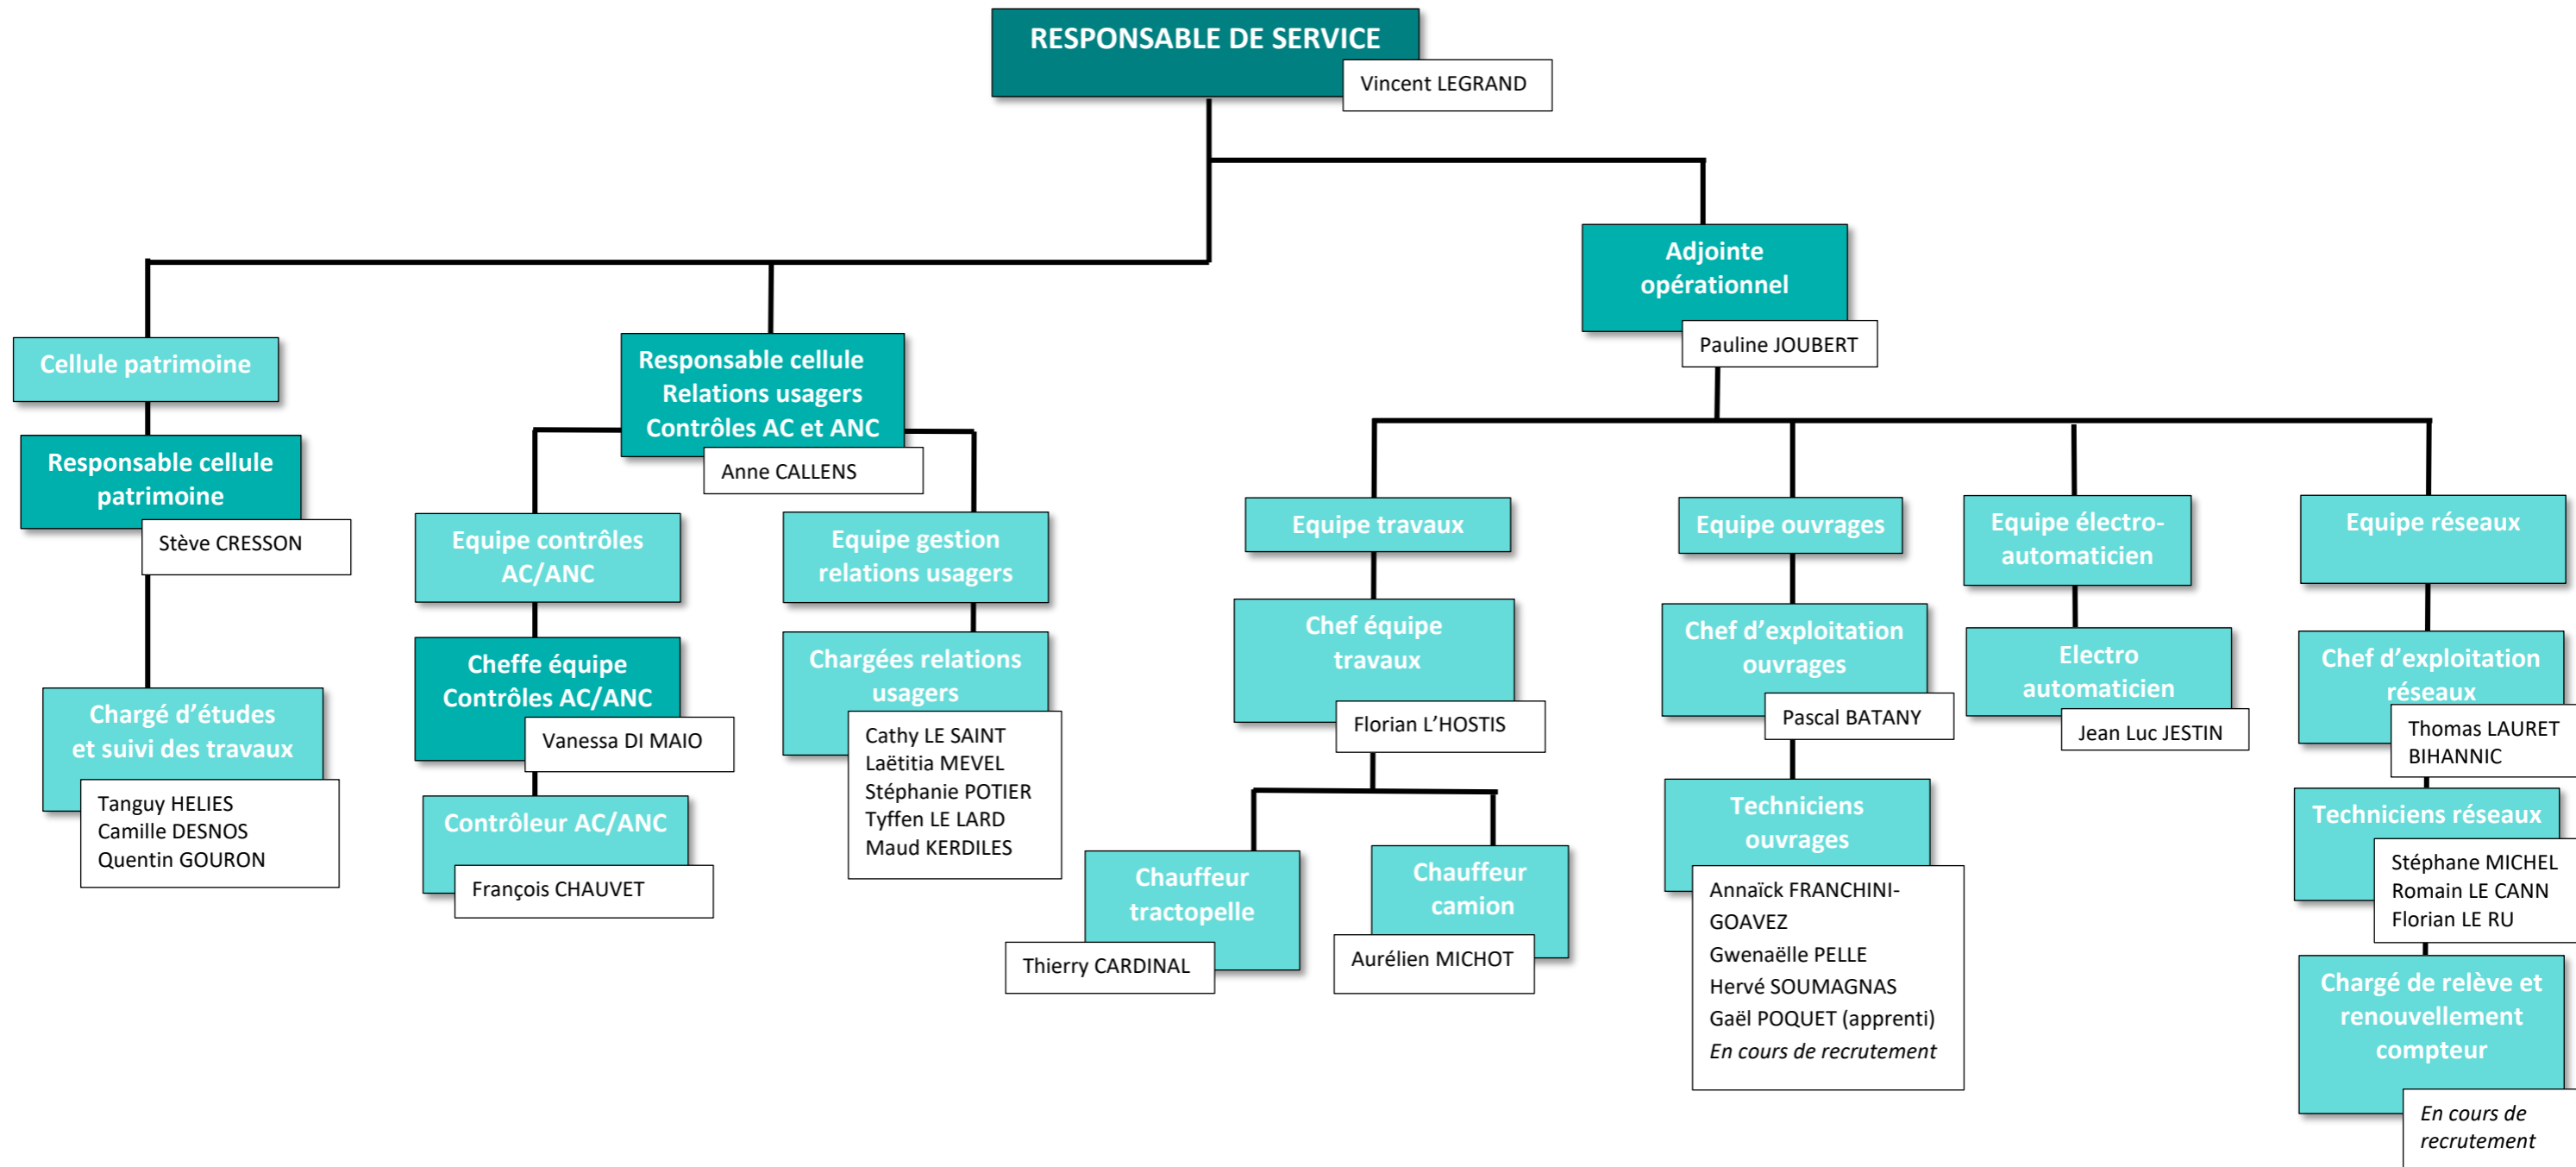 RESPONSABLE DE SERVICE
Vincent LEGRAND
Adjointe
opérationnel
Pauline JOUBERT
Cellule patrimoine
Responsable cellule
patrimoine
Stève CRESSON
Chargé d’études
et suivi des travaux
Tanguy HELIES
Camille DESNOS
Quentin GOURON
Responsable cellule
Relations usagers
Contrôles AC et ANC
Anne CALLENS
Equipe contrôles
AC/ANC
Cheffe équipe
Contrôles AC/ANC
Vanessa DI MAIO
Contrôleur AC/ANC
François CHAUVET
Equipe gestion
relations usagers
Chargées relations
usagers
Cathy LE SAINT
Laëtitia MEVEL
Stéphanie POTIER
Tyffen LE LARD
Maud KERDILES
Equipe travaux
Chef équipe
travaux
Florian L’HOSTIS
Chauffeur
tractopelle
Thierry CARDINAL
Chauffeur
camion
Aurélien MICHOT
Equipe ouvrages
Chef d’exploitation
ouvrages
Pascal BATANY
Techniciens
ouvrages
Annaïck FRANCHINI-
GOAVEZ
Gwenaëlle PELLE
Hervé SOUMAGNAS
Gaël POQUET (apprenti)
En cours de recrutement
Equipe électro-
automaticien
Electro
automaticien
Jean Luc JESTIN
Equipe réseaux
Chef d’exploitation
réseaux
Thomas LAURET
BIHANNIC
Techniciens réseaux
Stéphane MICHEL
Romain LE CANN
Florian LE RU
Chargé de relève et
renouvellement
compteur
En cours de
recrutement